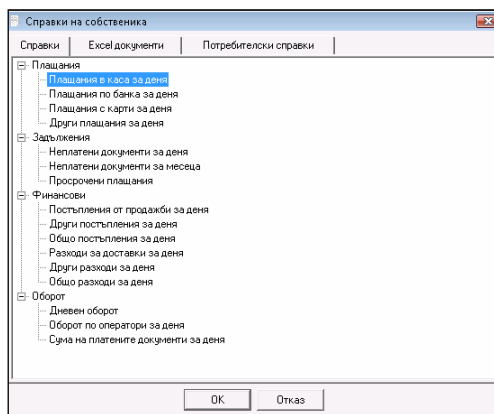 Справки на собственика
Справки Excel документи Потребителски справки
Плащания
Плащания в каса за деня
Плащания по банка за деня
Плащания с карти за деня
Други плащания за деня
Задължения
Неплатени документи за деня
Неплатени документи за месеца
Просрочени плащания
Финансови
Постъпления от продажби за деня
Други постъпления за деня
Общо постъпления за деня
Разходи за доставки за деня
Други разходи за деня
Общо разходи за деня
Оборот
Дневен оборот
Оборот по оператори за деня
Сума на платените документи за деня
OK Отказ